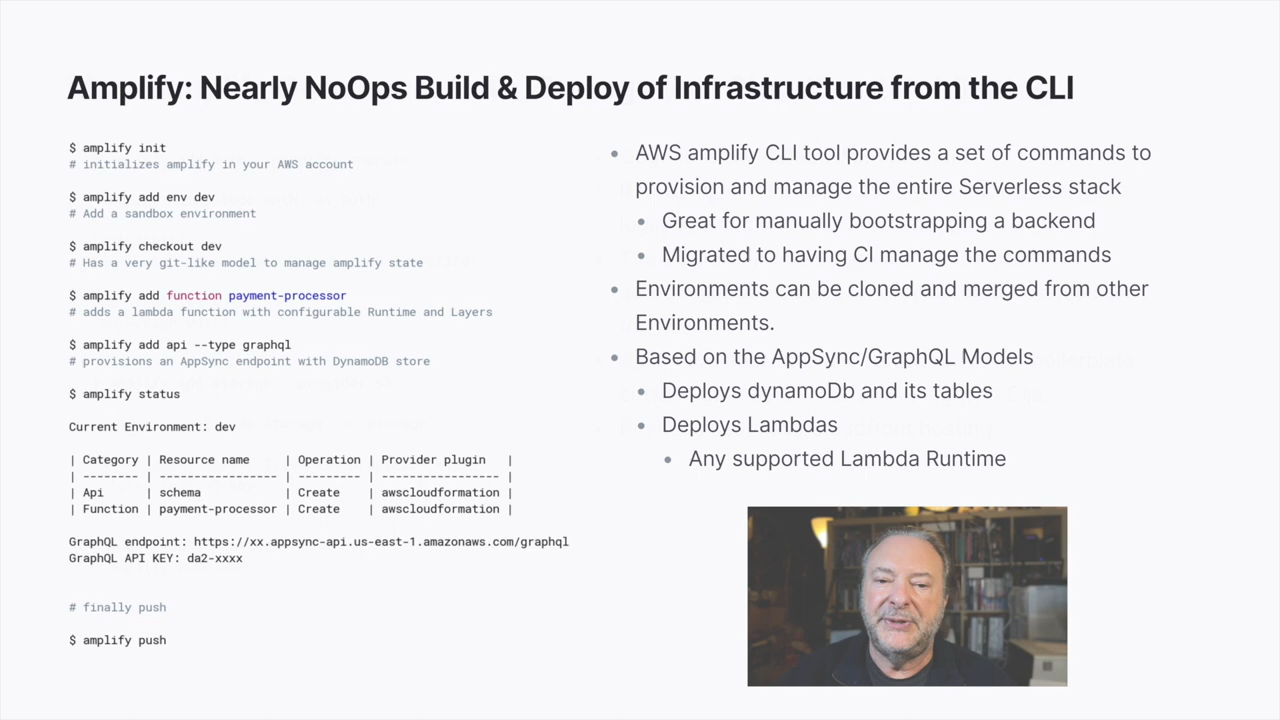 Amplify: Nearly NoOps Build & Deploy of Infrastructure from the CLI
$ amplify init
# initializes amplify in your AWS account
$ amplify add env dev
# Add a sandbox environment
$ amplify checkout dev
# Has a very git-like model to manage amplify state
$ amplify add function payment-processor
# adds a lambda function with configurable Runtime and Layers
$ amplify add api --type graphql
# provisions an AppSync endpoint with DynamoDB store
$ amplify status
Current Environment: dev
| Category | Resource name     | Operation | Provider plugin   |
| -------- | ----------------- | --------- | ----------------- |
| Api      | schema            | Create    | awscloudformation |
| Function | payment-processor | Create    | awscloudformation |
GraphQL endpoint: https://xx.appsync-api.us-east-1.amazonaws.com/graphql
GraphQL API KEY: da2-xxxx
# finally push
$ amplify push
• AWS amplify CLI tool provides a set of commands to
provision and manage the entire Serverless stack
• Great for manually bootstrapping a backend
• Migrated to having CI manage the commands
• Environments can be cloned and merged from other
Environments.
• Based on the AppSync/GraphQL Models
• Deploys dynamoDb and its tables
• Deploys Lambdas
• Any supported Lambda Runtime